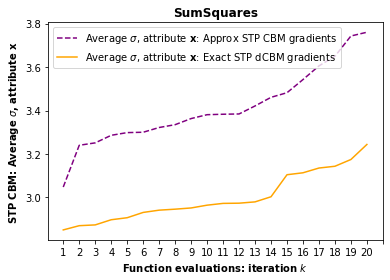 SumSquares
Average σ, attribute x: Approx STP CBM gradients
Average σ, attribute x: Exact STP dCBM gradients
STP CBM: Average σ, attribute x
3.8
3.6
3.4
3.2
3.0
1 2 3 4 5 6 7 8 9 10 11 12 13 14 15 16 17 18 19 20
Function evaluations: iteration k